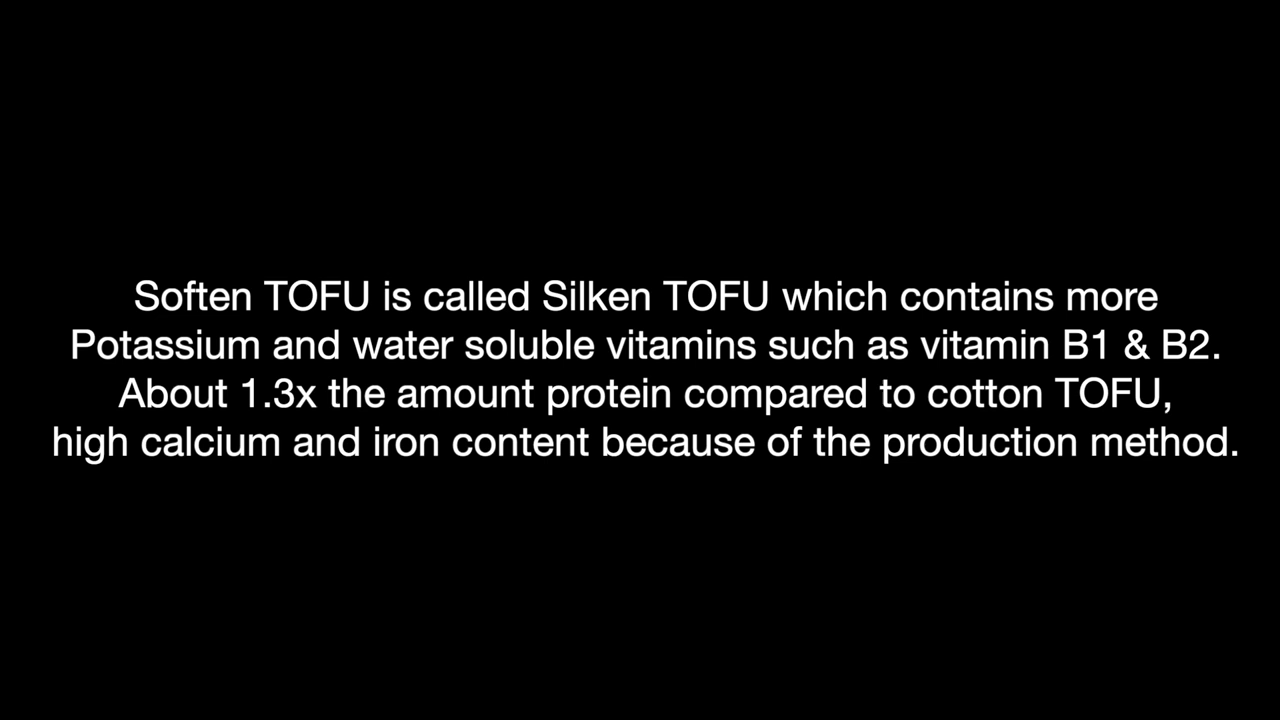 Soften TOFU is called Silken TOFU which contains more
Potassium and water soluble vitamins such as vitamin B1 & B2.
About 1.3x the amount protein compared to cotton TOFU,
high calcium and iron content because of the production method.